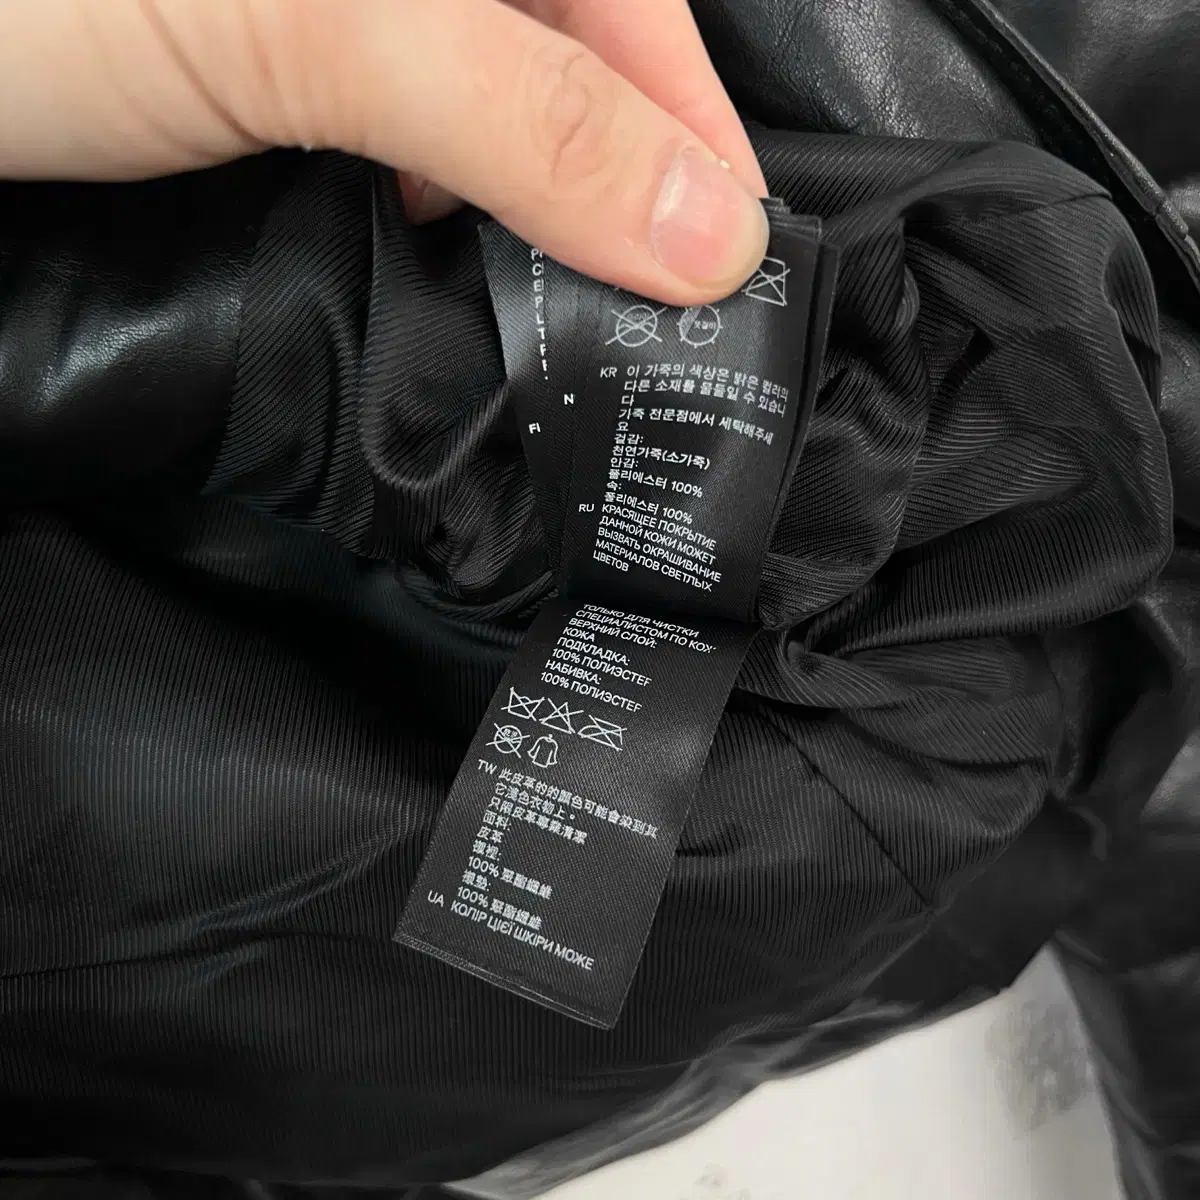 N
FI
옷걸이
KR 이 가죽의 색상은 밝은 컬러의
다른 소재를 물들일 수 있습니
다
가죽 전문점에서 세탁해주세
요
겉감:
천연가죽(소가죽)
안감:
폴리에스터 100%
속:
폴리에스터 100%
RU КРАСЯЩЕЕ ПОКРЫТИЕ
ДАННОЙ КОЖИ МОЖЕТ
ВЫЗВАТЬ ОКРАШИВАНИЕ
МАТЕРИАЛОВ СВЕТЛЫХ
ЦВЕТОВ
ТОЛЬКО ДЛЯ ЧИСТКИ
СПЕЦИАЛИСТОМ ПО КОЖ
ВЕРХНИЙ СЛОЙ:
КОЖА
ПОДКЛАДКА:
100% ПОЛИЭСТЕР
НАБИВКА:
100% ПОЛИЭСТЕР
乾洗
TW 此皮革的的顏色可能會染到其
它淺色衣物上。
只限皮革專業清潔
面料:
皮革
襯裡:
100% 聚酯纖維
襯墊:
100% 聚酯纖維
UA КОЛІР ЦІЄЇ ШКІРИ МОЖЕ